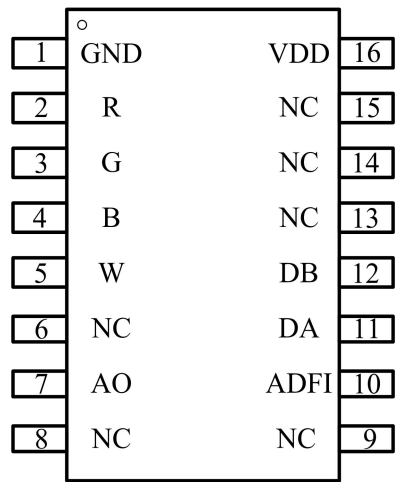 1 GND VDD 16
2 R NC 15
3 G NC 14
4 B NC 13
5 W DB 12
6 NC DA 11
7 AO ADFI 10
8 NC NC 9